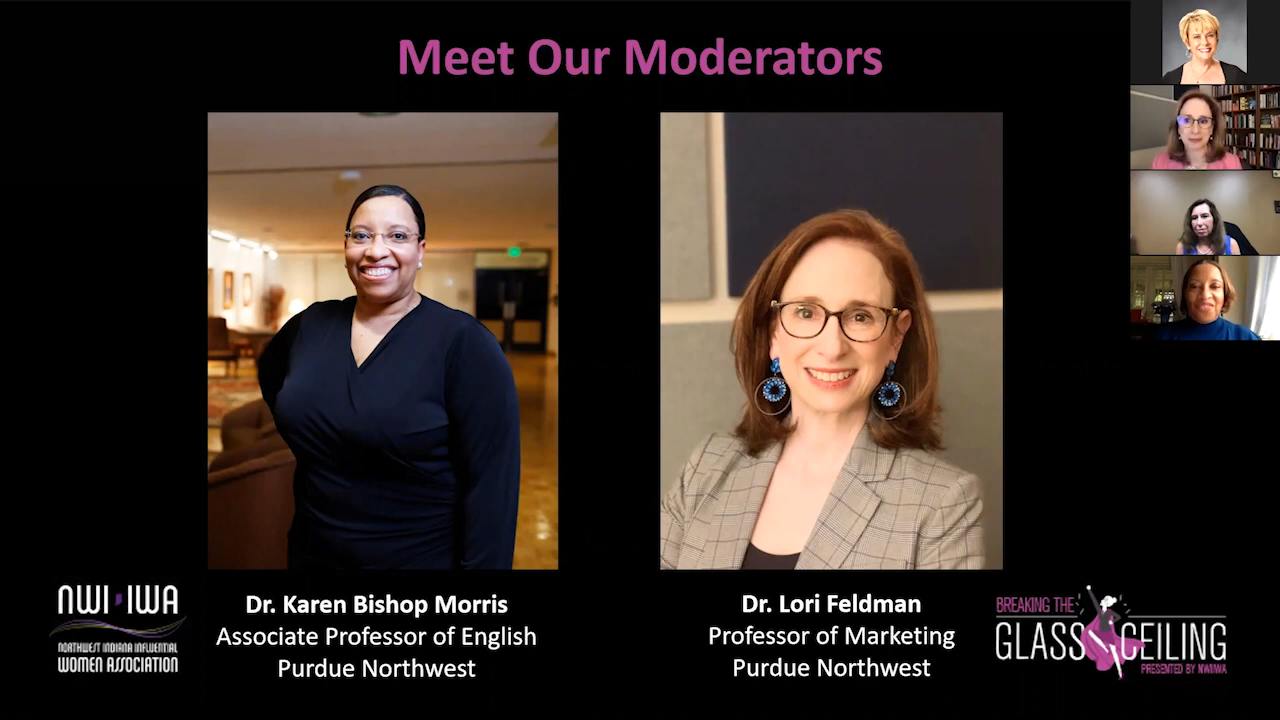 Meet Our Moderators
Dr. Karen Bishop Morris
Associate Professor of English
Purdue Northwest
Dr. Lori Feldman
Professor of Marketing
Purdue Northwest
NWI IWA
NORTHWEST INDIANA INFLUENTIAL
WOMEN ASSOCIATION
BREAKING THE
GLASS CEILING
PRESENTED BY NWIIWA